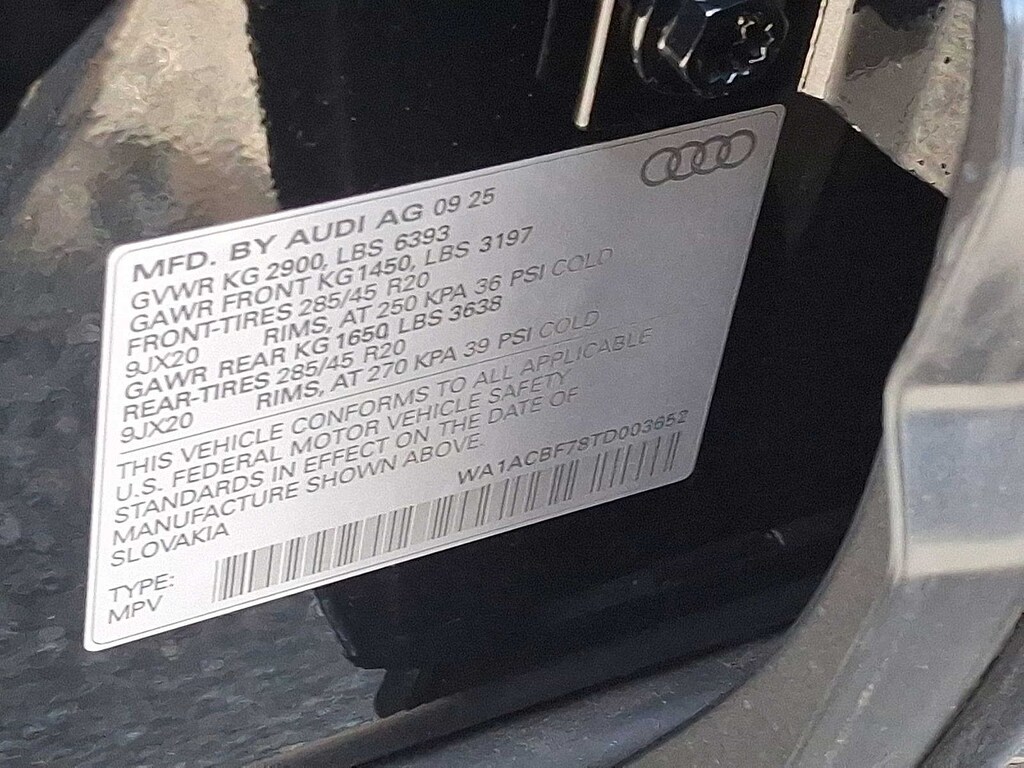 MFD. BY AUDI AG 09 25
GVWR KG 2900, LBS 6393
GAWR FRONT KG1450, LBS 3197
FRONT-TIRES 285/45 R20
9JX20 RIMS, AT 250 KPA 36 PSI COLD
GAWR REAR KG 1650 LBS 3638
REAR-TIRES 285/45 R20
9JX20 RIMS, AT 270 KPA 39 PSI COLD
THIS VEHICLE CONFORMS TO ALL APPLICABLE
U.S. FEDERAL MOTOR VEHICLE SAFETY
STANDARDS IN EFFECT ON THE DATE OF
MANUFACTURE SHOWN ABOVE.
SLOVAKIA WA1ACBF78TD003652
TYPE:
MPV